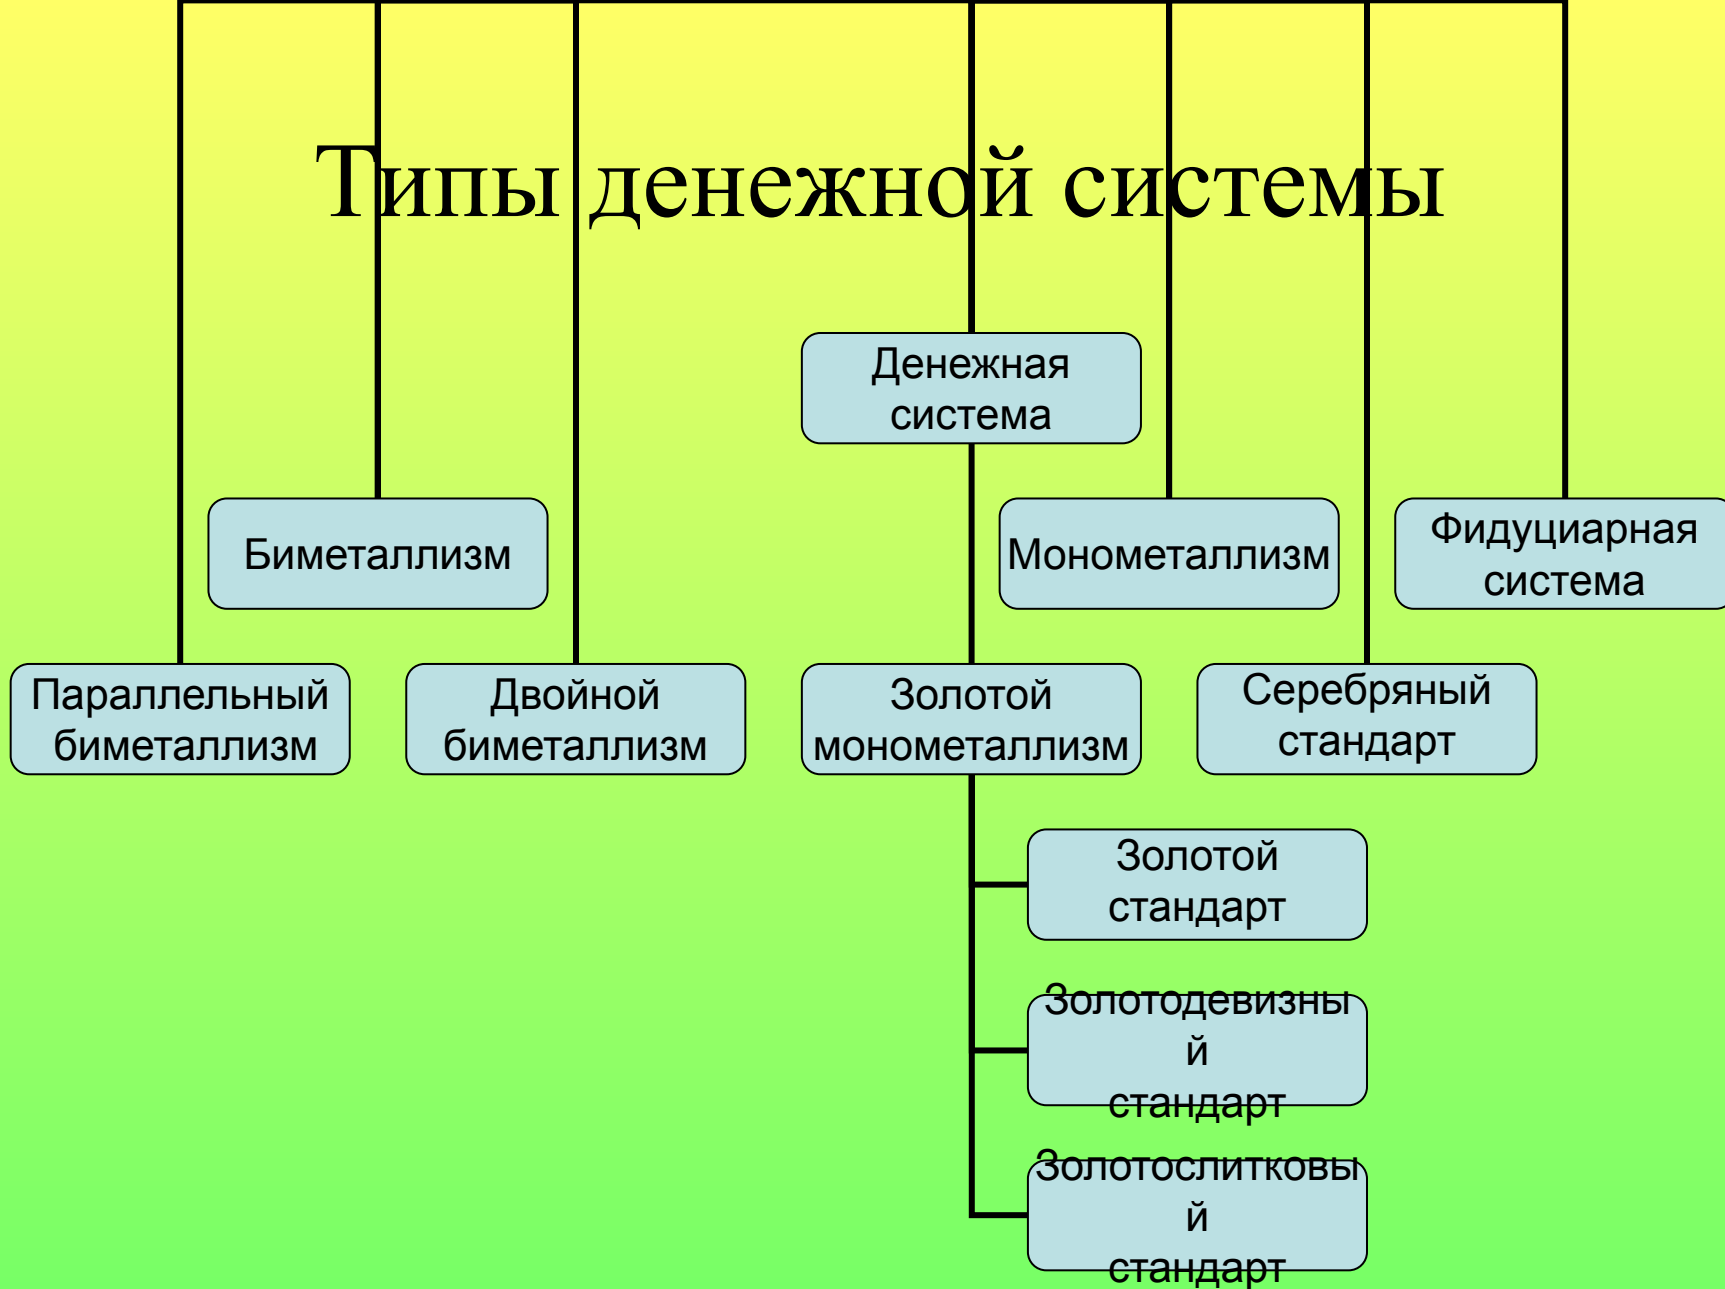 Типы денежной системы
Денежная
система
Биметаллизм
Монометаллизм
Фидуциарная
система
Параллельный
биметаллизм
Двойной
биметаллизм
Золотой
монометаллизм
Серебряный
стандарт
Золотой
стандарт
Золотодевизны
й
стандарт
Золотослитковы
й
стандарт